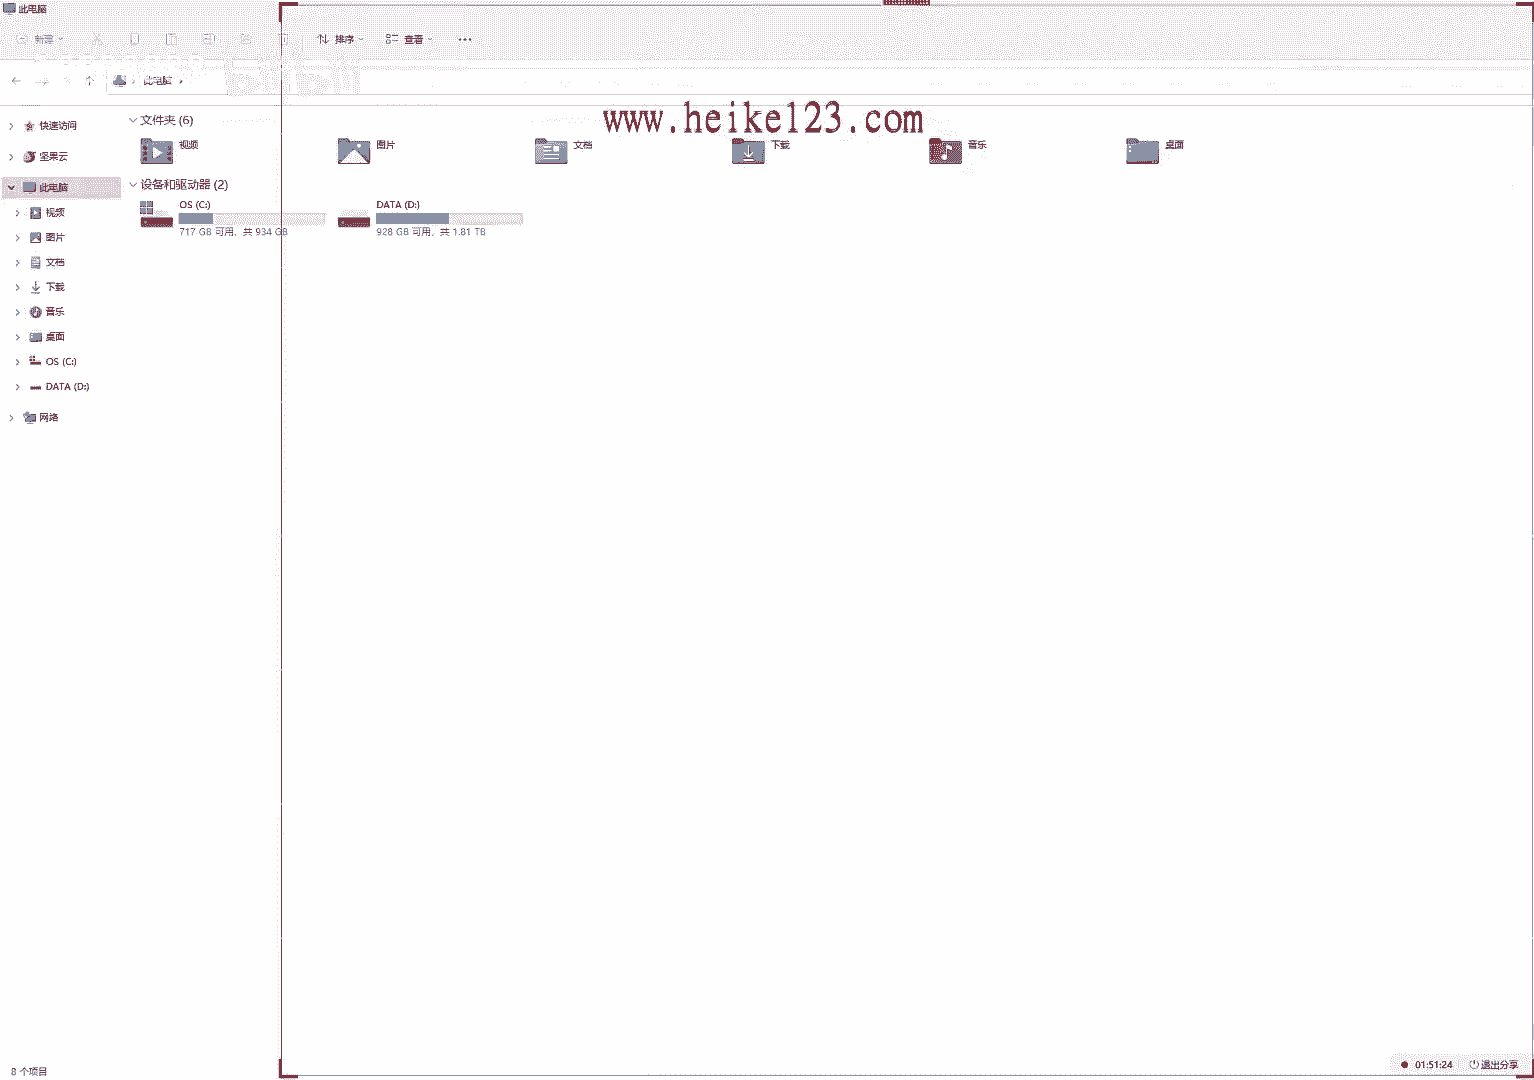 此电脑
新建
排序
查看
此电脑
www.heike123.com
快速访问
坚果云
此电脑
视频
图片
文档
下载
音乐
桌面
OS (C:)
DATA (D:)
网络
文件夹 (6)
视频
图片
文档
下载
音乐
桌面
设备和驱动器 (2)
OS (C:)
717 GB 可用，共 934 GB
DATA (D:)
928 GB 可用，共 1.81 TB
8 个项目
01:51:24
退出分享